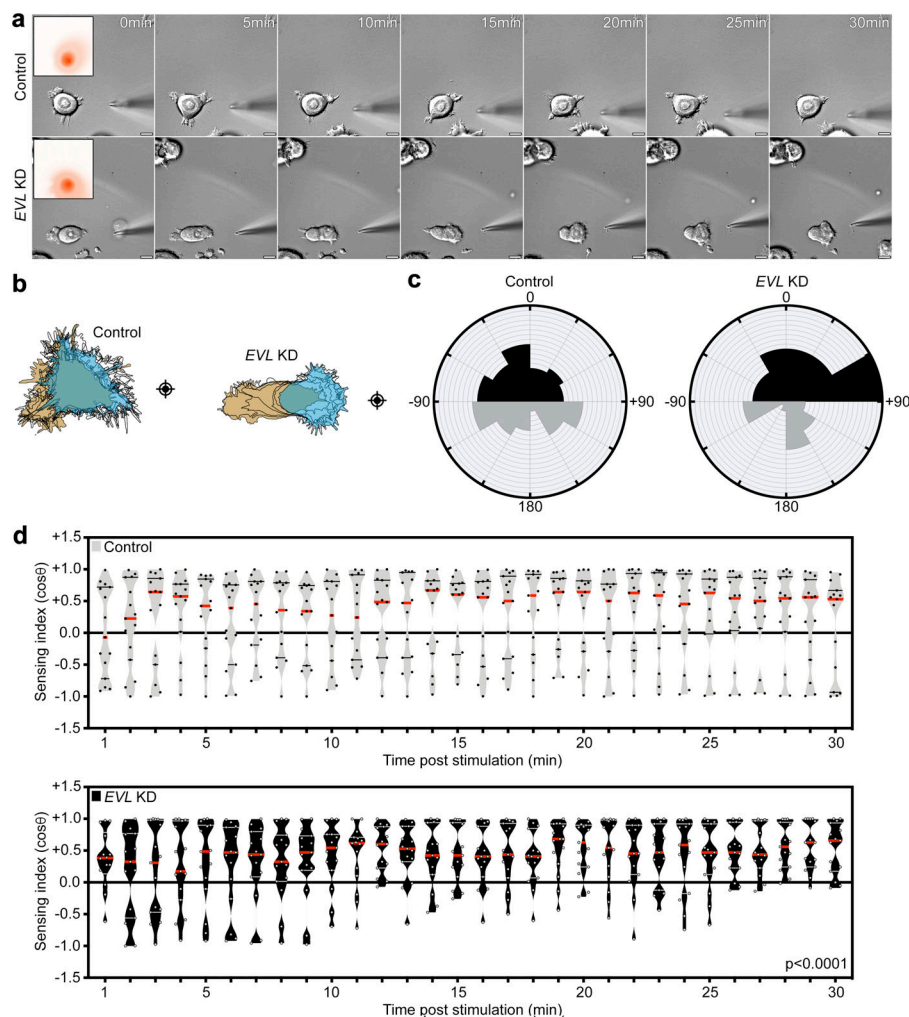 a
0min 5min 10min 15min 20min 25min 30min
Control
EVL KD
b
Control
EVL KD
c
Control
0
-90
+90
180
EVL KD
0
-90
+90
180
d
Control
Sensing index (cosθ)
+1.5
+1.0
+0.5
0.0
-0.5
-1.0
-1.5
1 5 10 15 20 25 30
Time post stimulation (min)
EVL KD
Sensing index (cosθ)
+1.5
+1.0
+0.5
0.0
-0.5
-1.0
-1.5
p<0.0001
1 5 10 15 20 25 30
Time post stimulation (min)